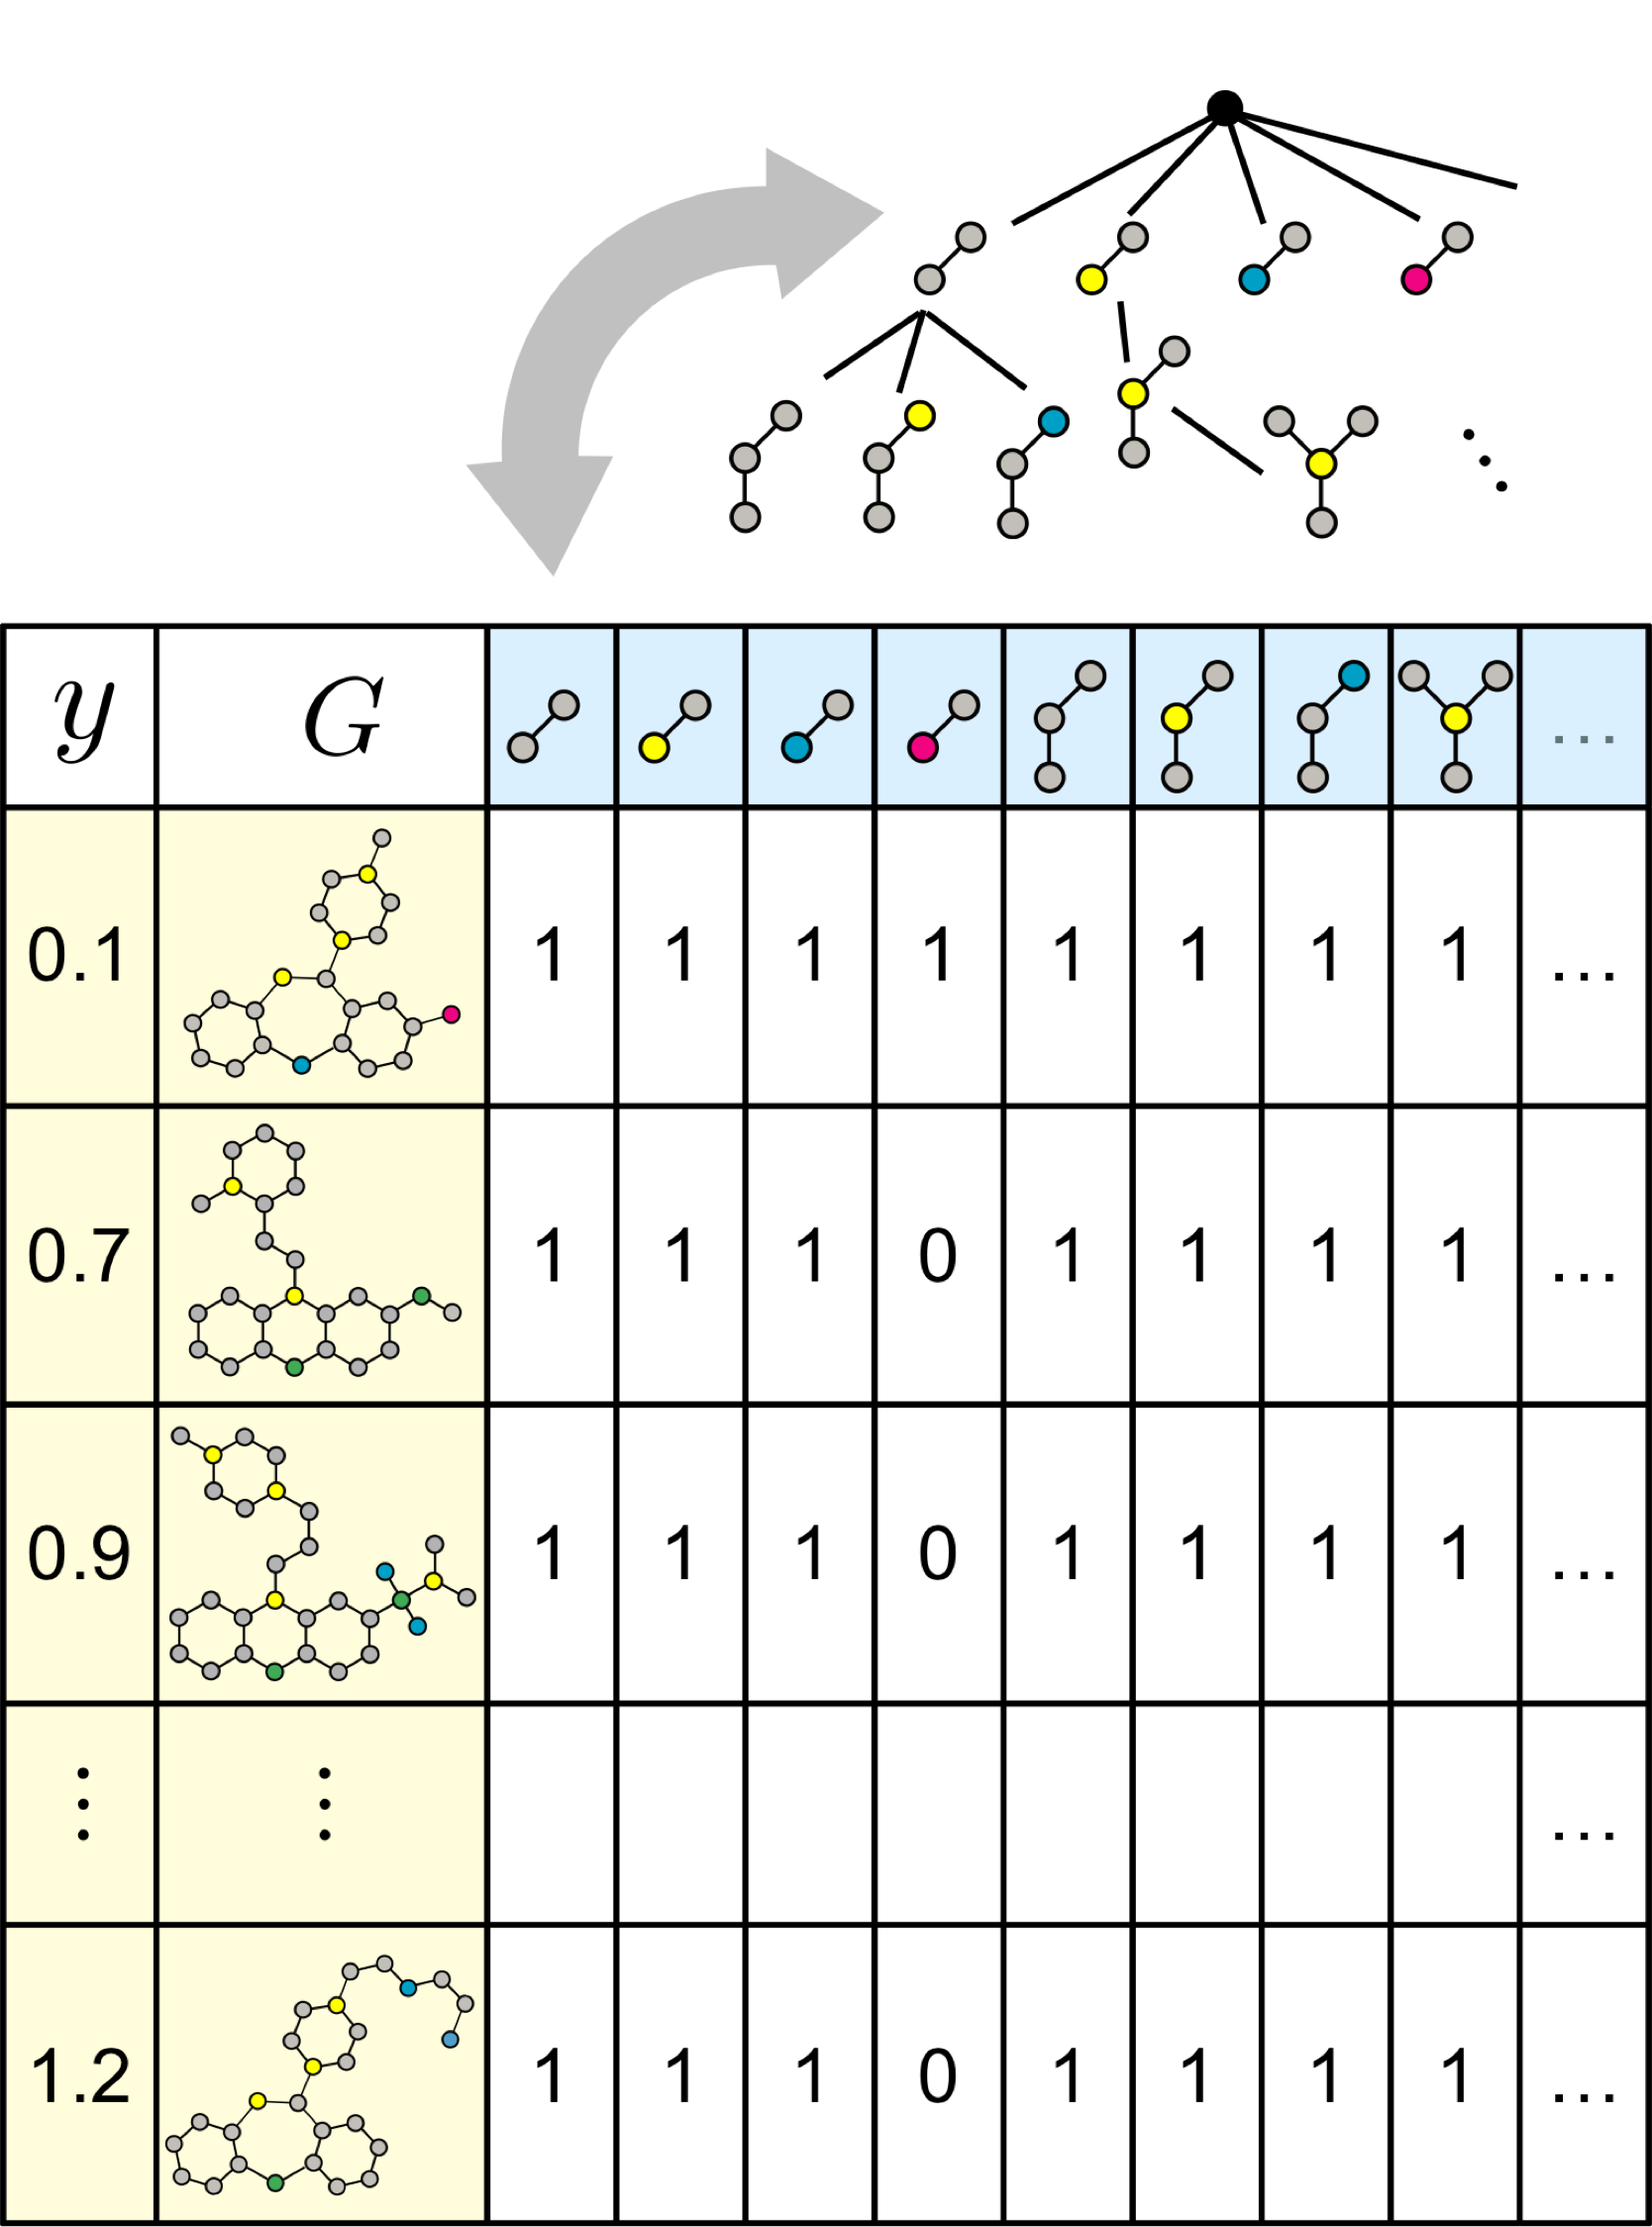 y G ...
0.1 1 1 1 1 1 1 1 1 ...
0.7 1 1 1 0 1 1 1 1 ...
0.9 1 1 1 0 1 1 1 1 ...
⋮ ⋮ ...
1.2 1 1 1 0 1 1 1 1 ...